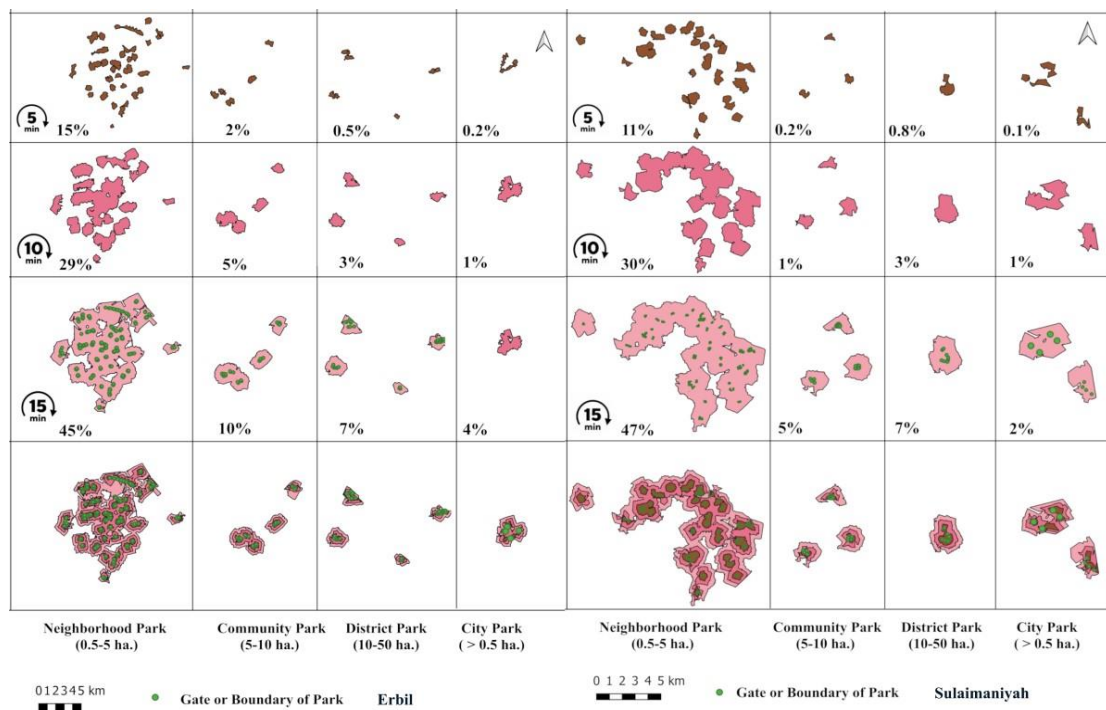 5 min 15% 2% 0.5% 0.2% 5 min 11% 0.2% 0.8% 0.1%
10 min 29% 5% 3% 1% 10 min 30% 1% 3% 1%
15 min 45% 10% 7% 4% 15 min 47% 5% 7% 2%
Neighborhood Park Community Park District Park City Park Neighborhood Park Community Park District Park City Park
(0.5-5 ha.) (5-10 ha.) (10-50 ha.) ( > 0.5 ha.) (0.5-5 ha.) (5-10 ha.) (10-50 ha.) ( > 0.5 ha.)
012345 km Gate or Boundary of Park Erbil 0 1 2 3 4 5 km Gate or Boundary of Park Sulaimaniyah